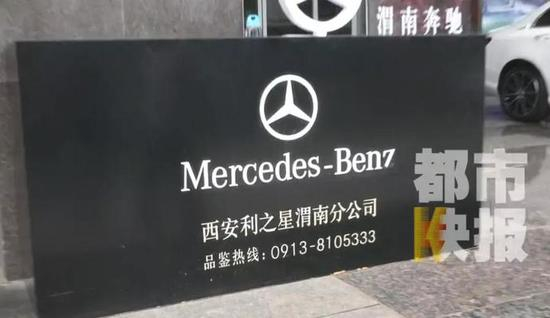 渭南奔驰
Mercedes-Benz
西安利之星渭南分公司
品鉴热线: 0913-8105333
都市
快报